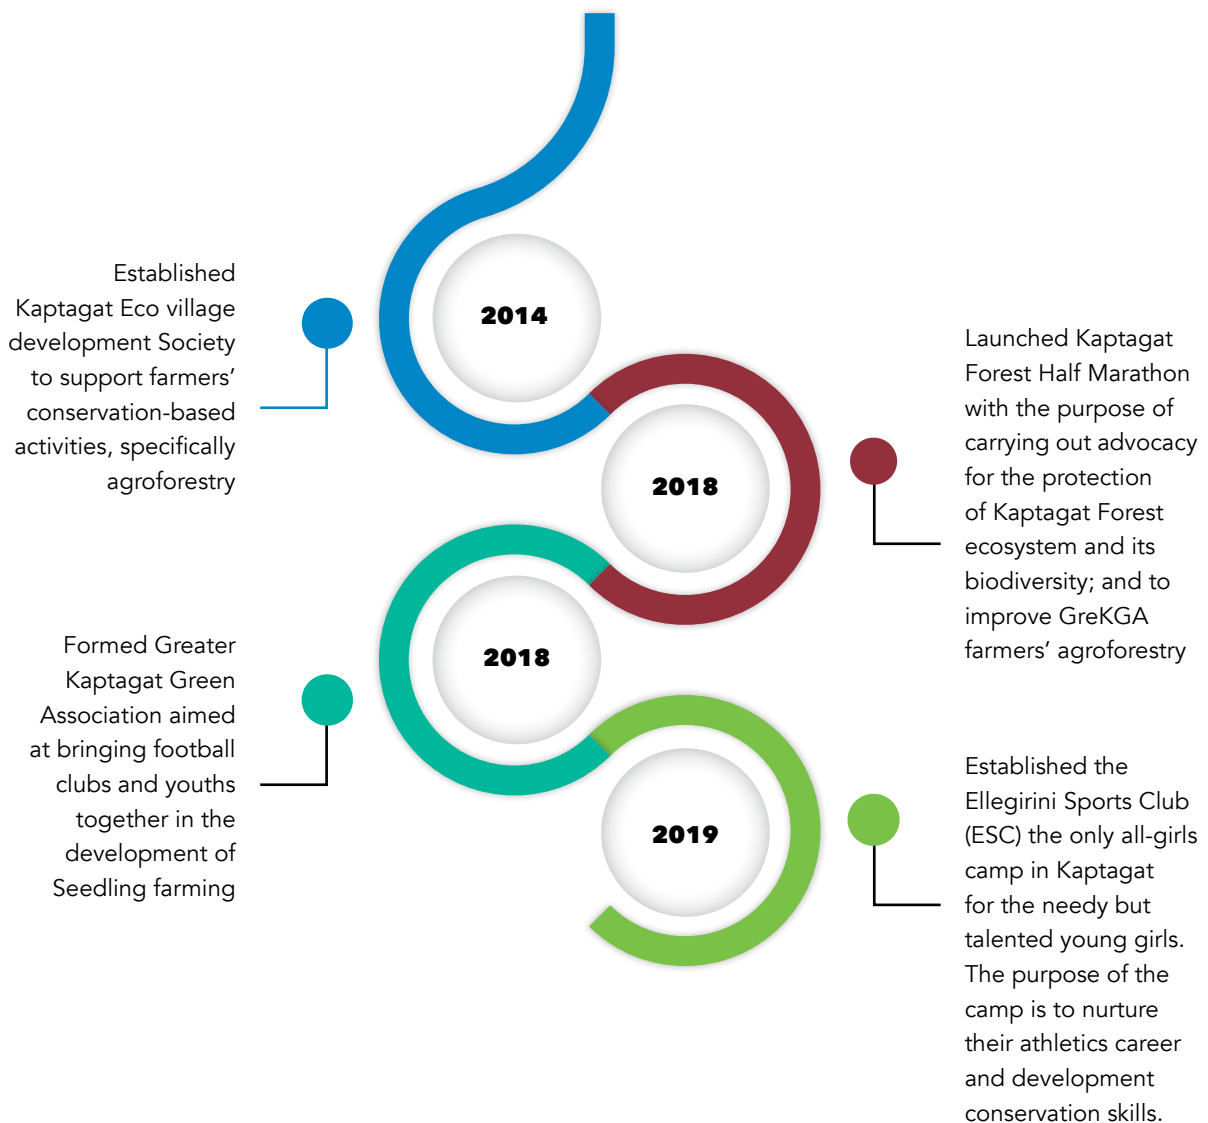 2014
Established
Kaptagat Eco village
development Society
to support farmers’
conservation-based
activities, specifically
agroforestry
2018
Launched Kaptagat
Forest Half Marathon
with the purpose of
carrying out advocacy
for the protection
of Kaptagat Forest
ecosystem and its
biodiversity; and to
improve GreKGA
farmers’ agroforestry
2018
Formed Greater
Kaptagat Green
Association aimed
at bringing football
clubs and youths
together in the
development of
Seedling farming
2019
Established the
Ellegirini Sports Club
(ESC) the only all-girls
camp in Kaptagat
for the needy but
talented young girls.
The purpose of the
camp is to nurture
their athletics career
and development
conservation skills.